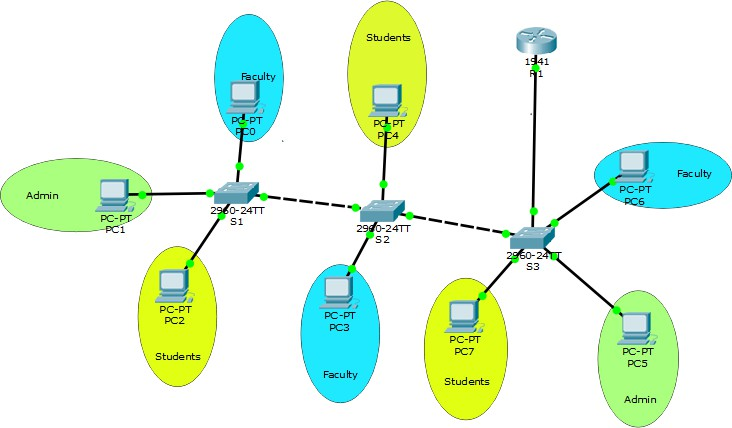 Students
1941
R1
Faculty
PC-PT
PC0
PC-PT
PC4
Faculty
PC-PT
PC6
Admin
PC-PT
PC1
2960-24TT
S1
2960-24TT
S2
2960-24TT
S3
PC-PT
PC2
Students
PC-PT
PC3
Faculty
PC-PT
PC7
Students
PC-PT
PC5
Admin